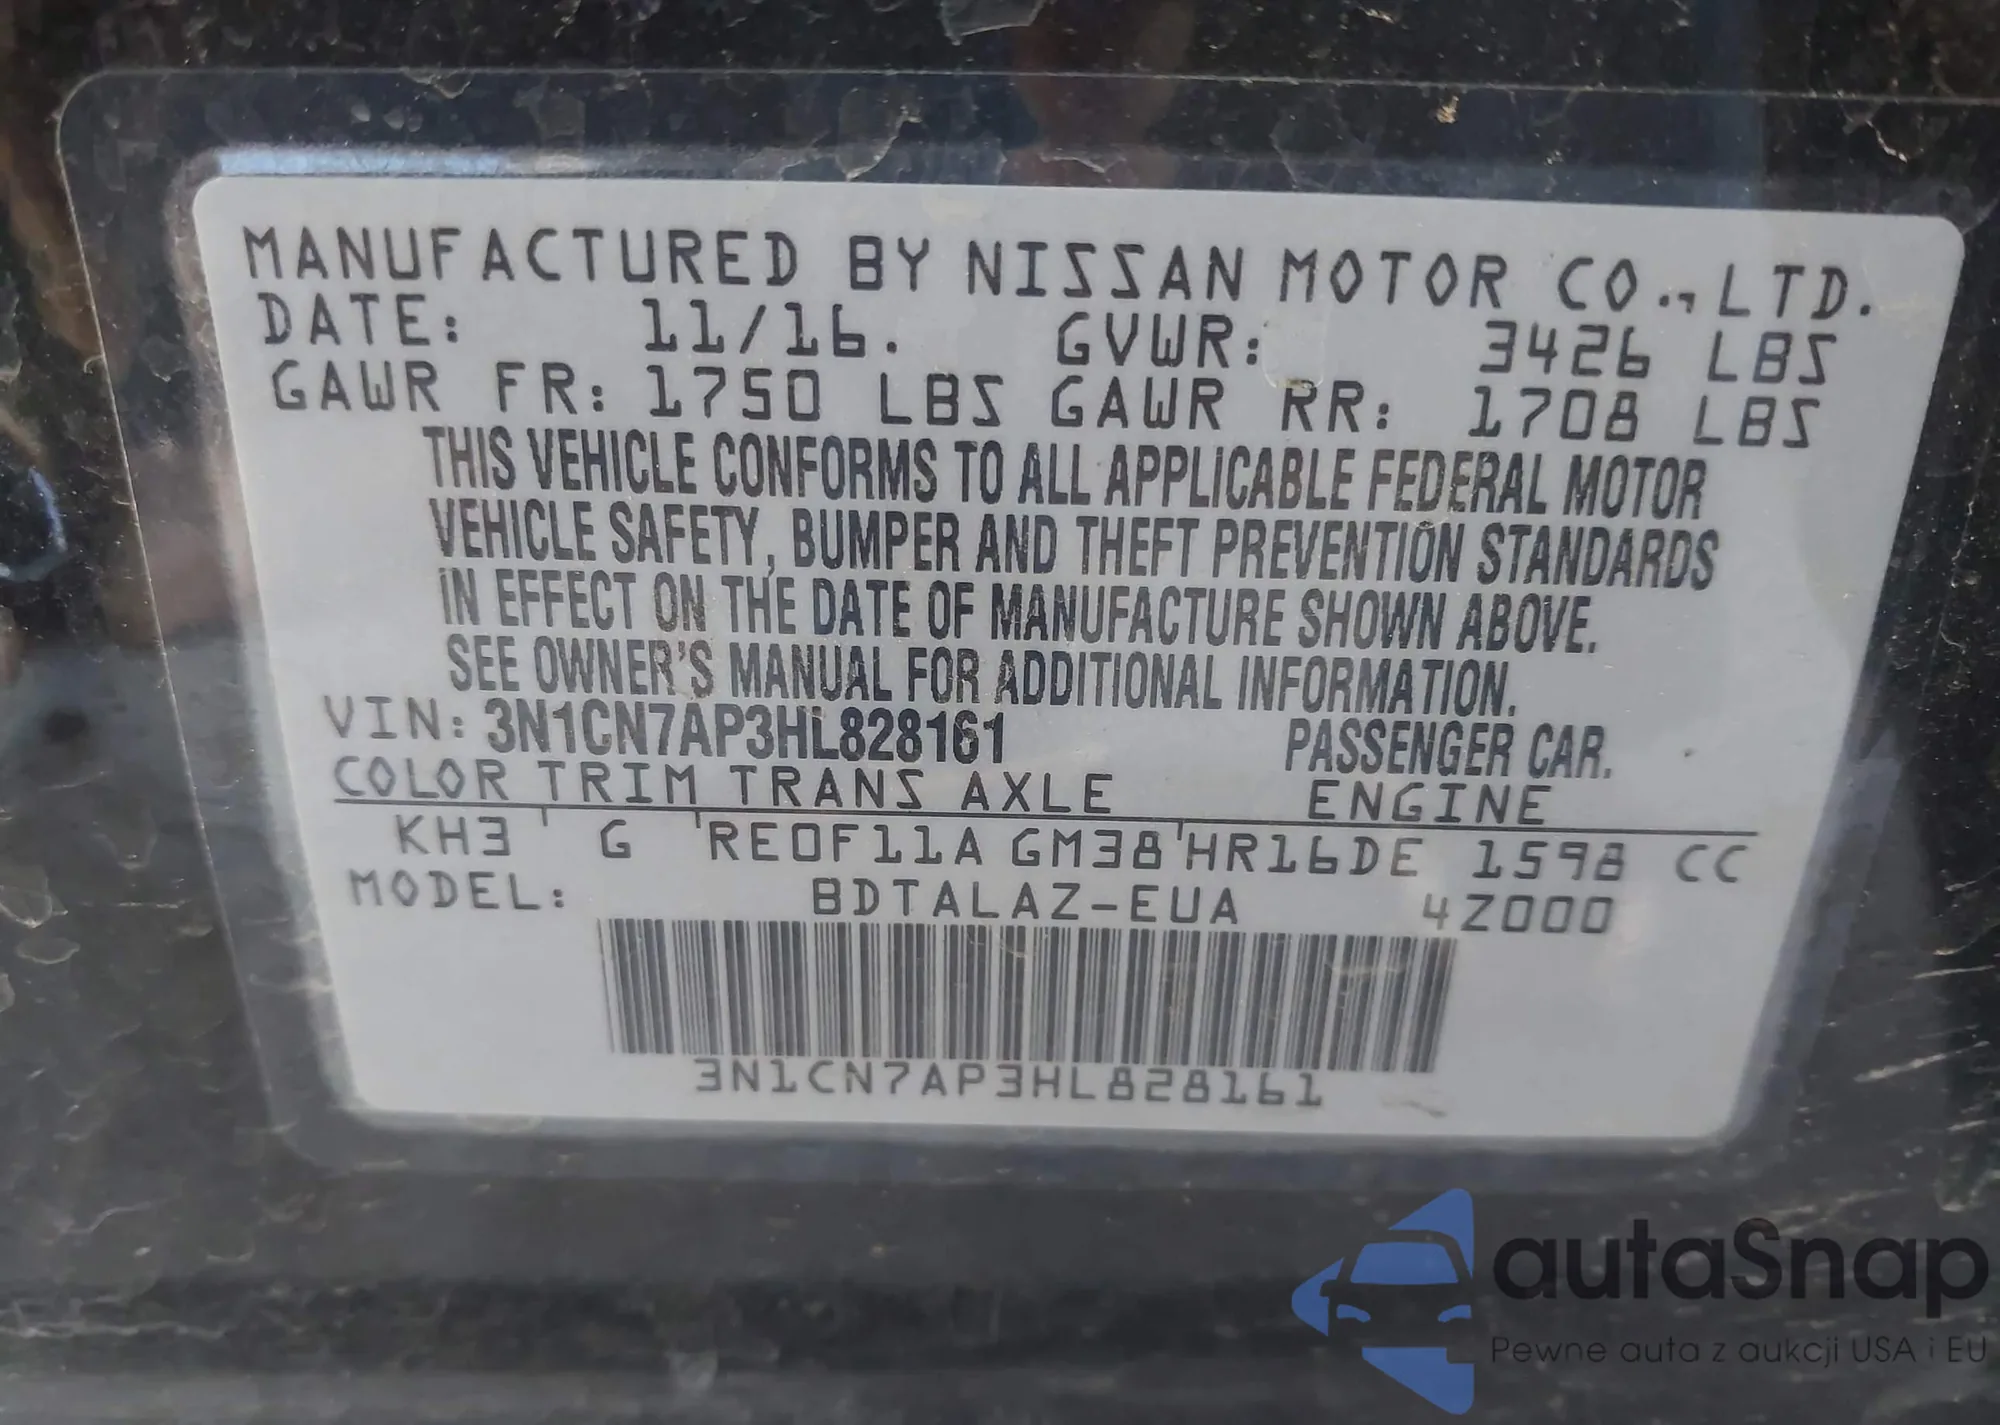 MANUFACTURED BY NISSAN MOTOR CO., LTD.
DATE: 11/16. GVWR: 3426 LBS
GAWR FR: 1750 LBS GAWR RR: 1708 LBS
THIS VEHICLE CONFORMS TO ALL APPLICABLE FEDERAL MOTOR
VEHICLE SAFETY, BUMPER AND THEFT PREVENTION STANDARDS
IN EFFECT ON THE DATE OF MANUFACTURE SHOWN ABOVE.
SEE OWNER'S MANUAL FOR ADDITIONAL INFORMATION.
VIN: 3N1CN7AP3HL828161 PASSENGER CAR.
COLOR TRIM TRANS AXLE ENGINE
KH3 G RE0F11A GM38 HR16DE 1598 CC
MODEL: BDTALAZ-EUA 4Z000
3N1CN7AP3HL828161
autaSnap
Pewne auta z aukcji USA i EU